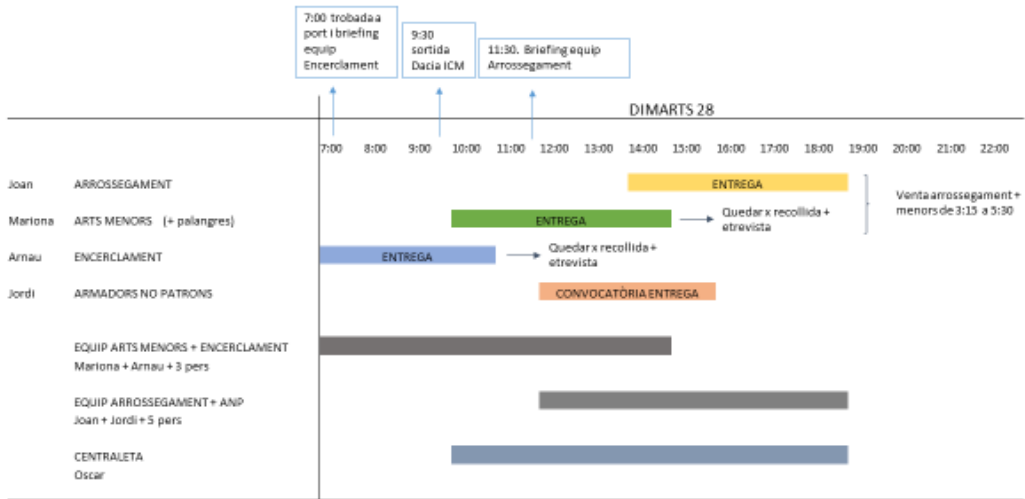 7:00 trobada a
port i briefing
equip
Encerclament
9:30
sortida
Dacia ICM
11:30. Briefing equip
Arrossegament
DIMARTS 28
7:00 8:00 9:00 10:00 11:00 12:00 13:00 14:00 15:00 16:00 17:00 18:00 19:00 20:00 21:00 22:00
Joan ARROSSEGAMENT ENTREGA
Venta arrossegament +
menors de 3:15 a 5:30
Mariona ARTS MENORS (+ palangres) ENTREGA
Quedar x recollida +
etrevista
Arnau ENCERCLAMENT ENTREGA
Quedar x recollida +
etrevista
Jordi ARMADORS NO PATRONS CONVOCATÒRIA ENTREGA
EQUIP ARTS MENORS + ENCERCLAMENT
Mariona + Arnau + 3 pers
EQUIP ARROSSEGAMENT + ANP
Joan + Jordi + 5 pers
CENTRALETA
Oscar